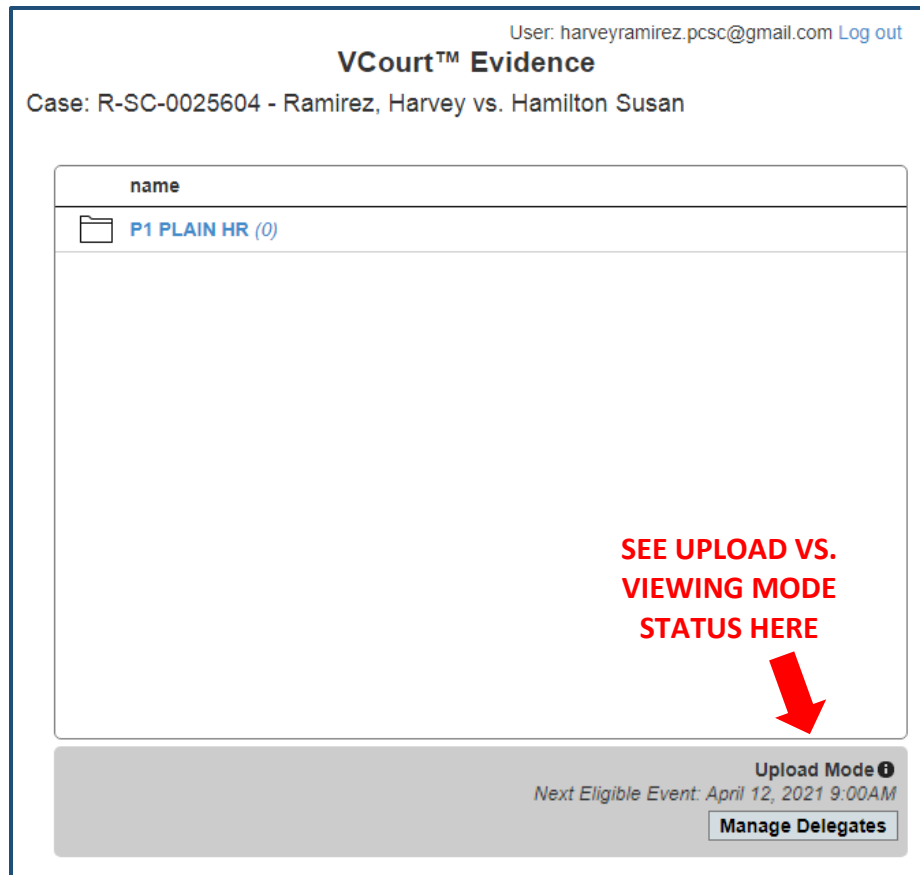 User: harveyramirez.pcsc@gmail.com Log out
VCourt™ Evidence
Case: R-SC-0025604 - Ramirez, Harvey vs. Hamilton Susan
name
P1 PLAIN HR (0)
SEE UPLOAD VS.
VIEWING MODE
STATUS HERE
Upload Mode
Next Eligible Event: April 12, 2021 9:00AM
Manage Delegates